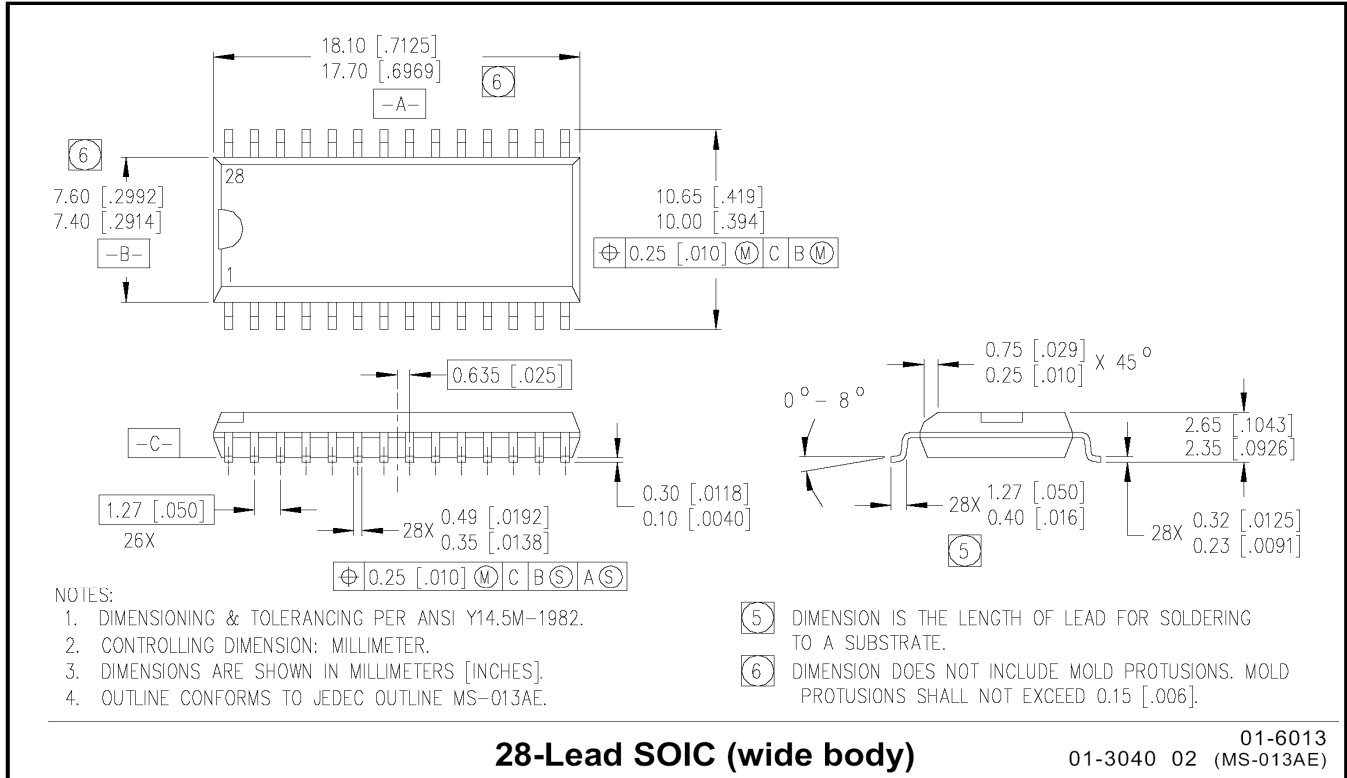 18.10 [.7125]
17.70 [.6969]
6
-A-
6
28
7.60 [.2992]
7.40 [.2914]
-B-
1
10.65 [.419]
10.00 [.394]
⌖ 0.25 [.010] Ⓜ C B Ⓜ
0.635 [.025]
-C-
1.27 [.050]
26X
28X 0.49 [.0192]
0.35 [.0138]
⌖ 0.25 [.010] Ⓜ C B Ⓢ A Ⓢ
0.30 [.0118]
0.10 [.0040]
0.75 [.029]
0.25 [.010] X 45°
0° - 8°
2.65 [.1043]
2.35 [.0926]
28X 1.27 [.050]
0.40 [.016]
5
28X 0.32 [.0125]
0.23 [.0091]
NOTES:
1. DIMENSIONING & TOLERANCING PER ANSI Y14.5M-1982.
2. CONTROLLING DIMENSION: MILLIMETER.
3. DIMENSIONS ARE SHOWN IN MILLIMETERS [INCHES].
4. OUTLINE CONFORMS TO JEDEC OUTLINE MS-013AE.
5 DIMENSION IS THE LENGTH OF LEAD FOR SOLDERING
TO A SUBSTRATE.
6 DIMENSION DOES NOT INCLUDE MOLD PROTUSIONS. MOLD
PROTUSIONS SHALL NOT EXCEED 0.15 [.006].
28-Lead SOIC (wide body)
01-6013
01-3040 02 (MS-013AE)